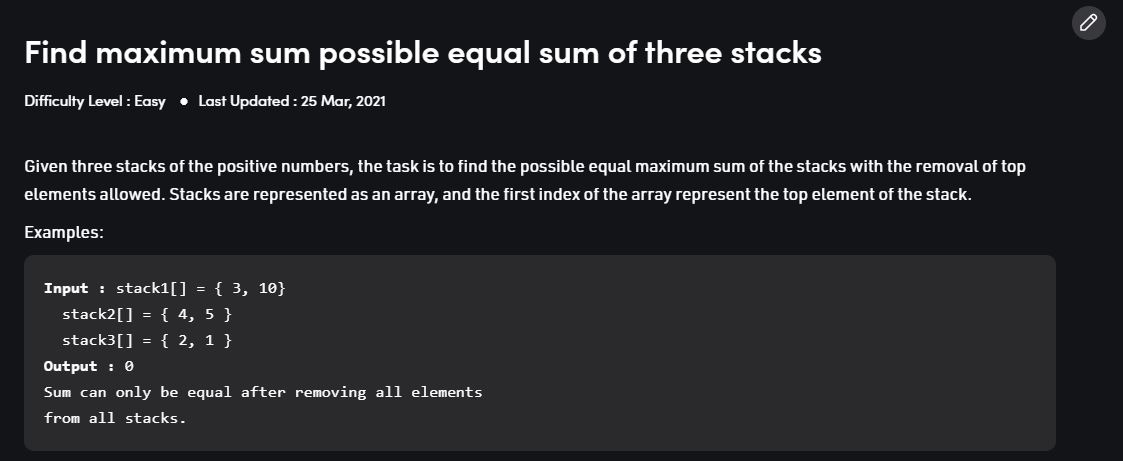 Find maximum sum possible equal sum of three stacks
Difficulty Level : Easy ● Last Updated : 25 Mar, 2021
Given three stacks of the positive numbers, the task is to find the possible equal maximum sum of the stacks with the removal of top
elements allowed. Stacks are represented as an array, and the first index of the array represent the top element of the stack.
Examples:
Input : stack1[] = { 3, 10}
stack2[] = { 4, 5 }
stack3[] = { 2, 1 }
Output : 0
Sum can only be equal after removing all elements
from all stacks.